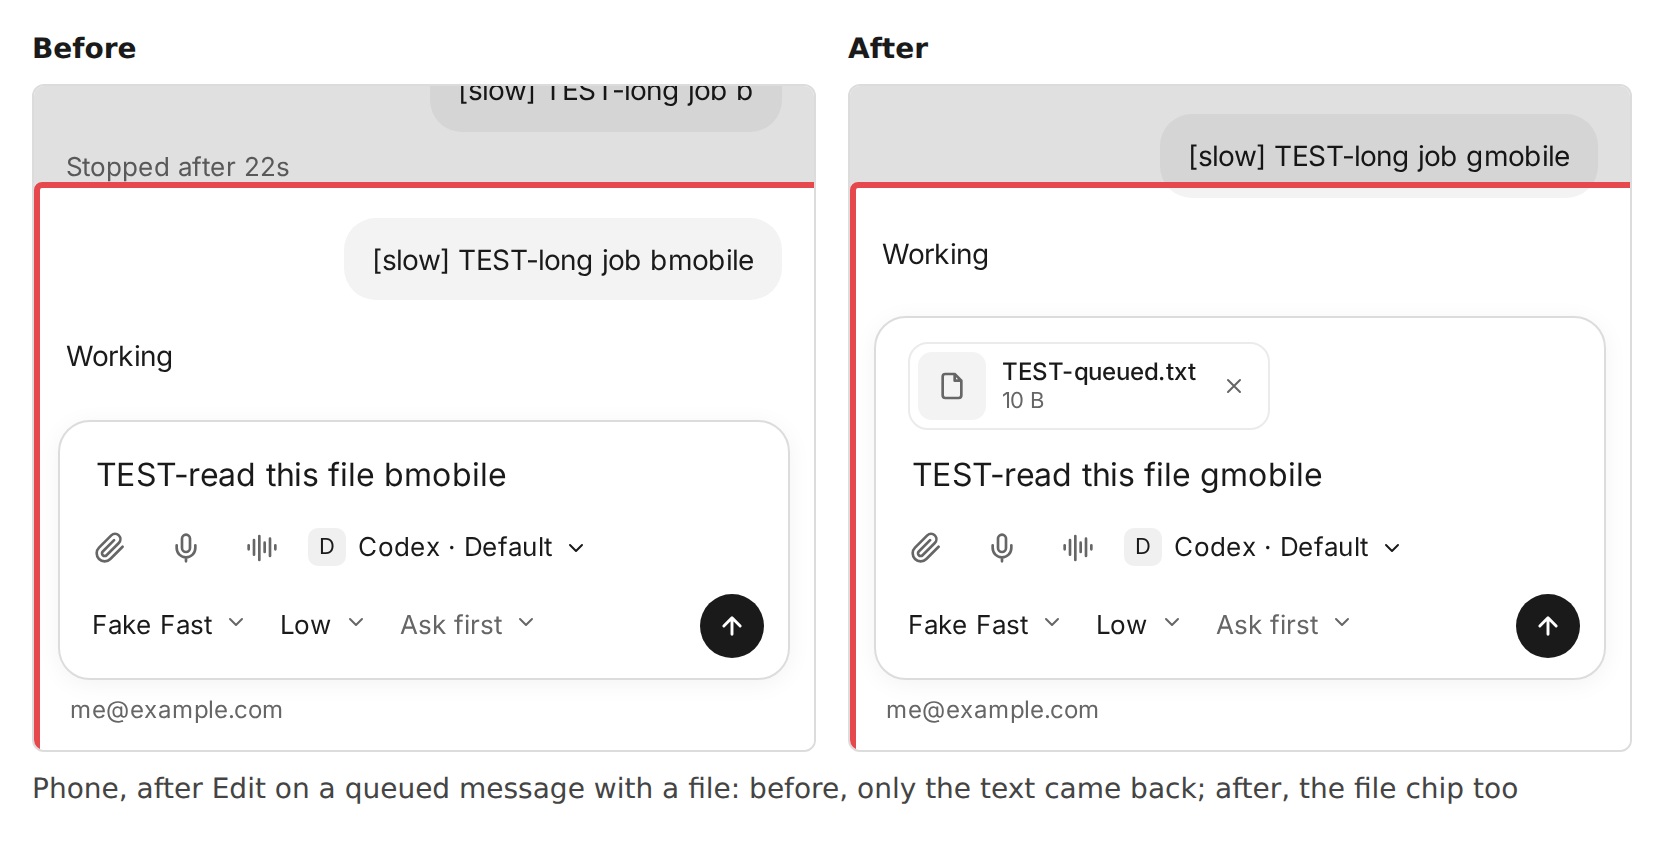 Before
[slow] TEST-long job b
Stopped after 22s
[slow] TEST-long job bmobile
Working
TEST-read this file bmobile
D Codex · Default
Fake Fast Low Ask first
me@example.com
After
[slow] TEST-long job gmobile
Working
TEST-queued.txt
10 B
TEST-read this file gmobile
D Codex · Default
Fake Fast Low Ask first
me@example.com
Phone, after Edit on a queued message with a file: before, only the text came back; after, the file chip too